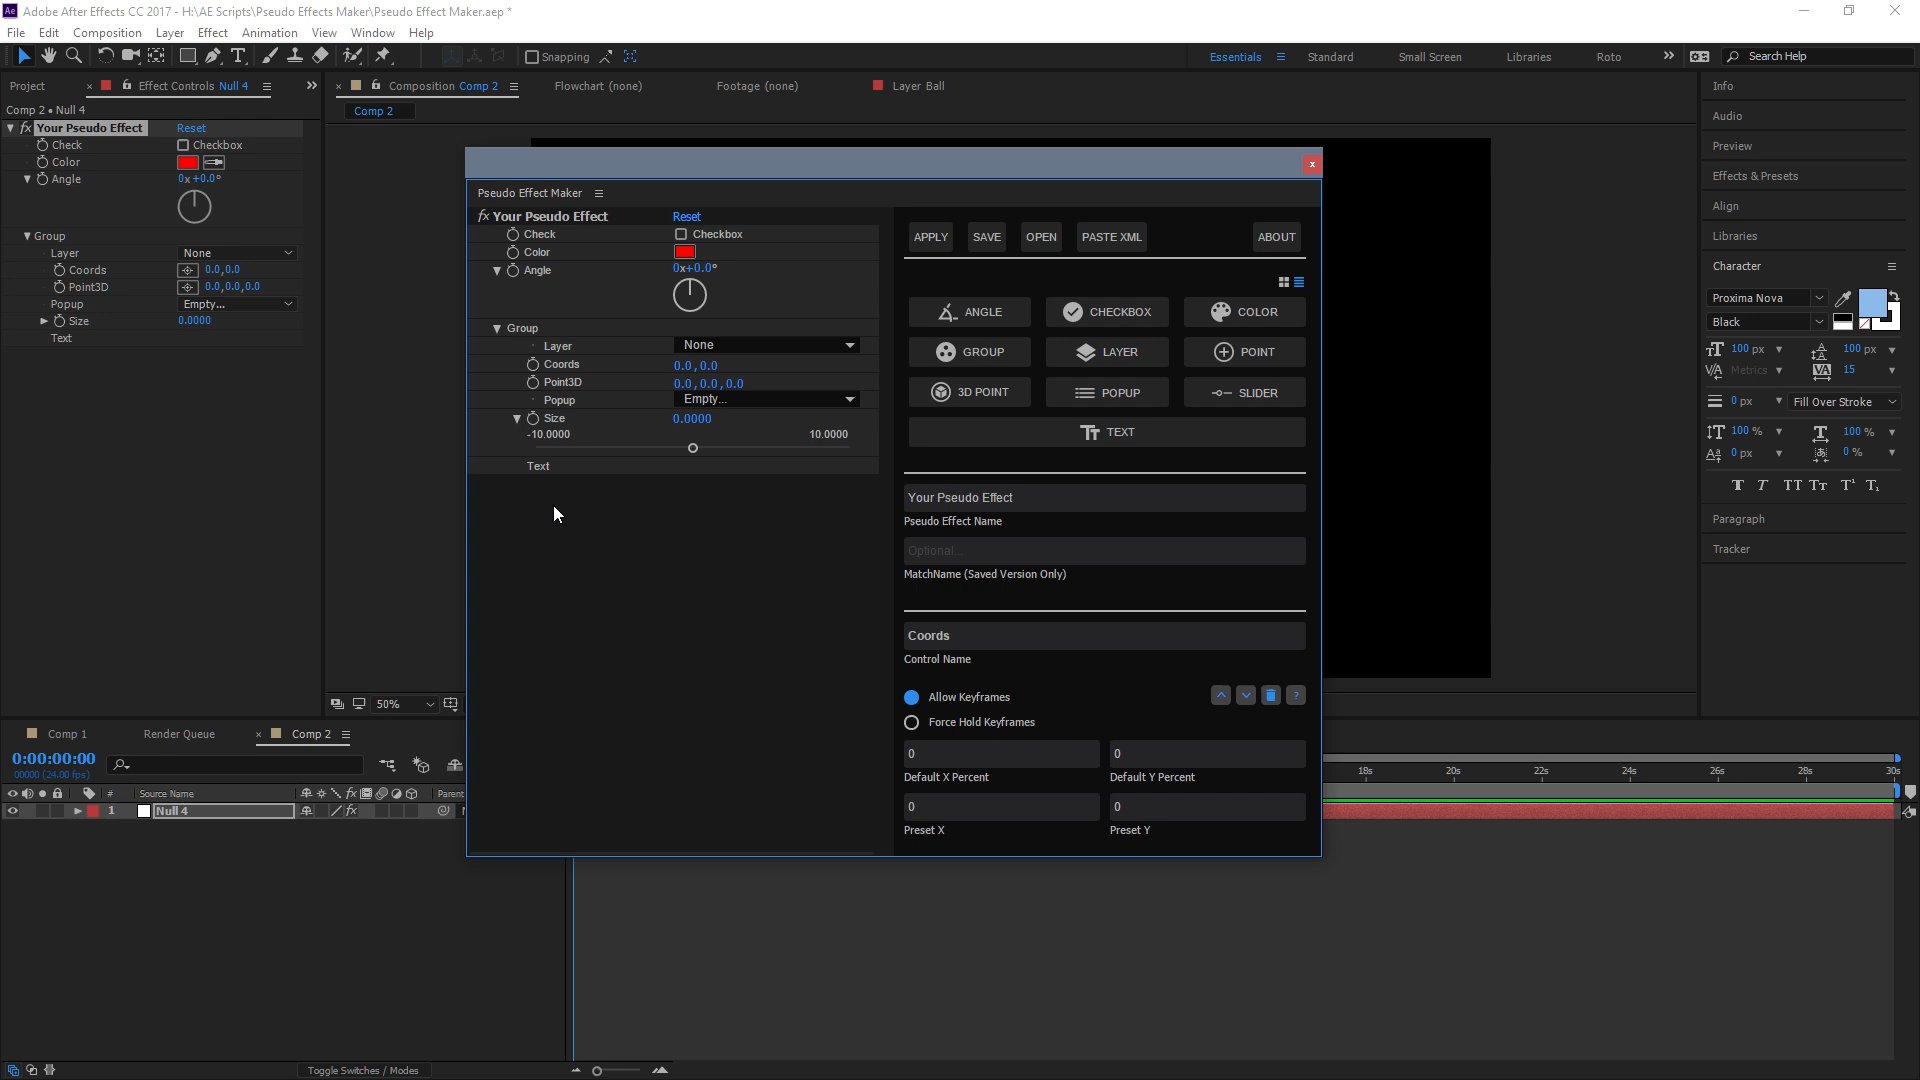 Ae Adobe After Effects CC 2017 - H:\AE Scripts\Pseudo Effects Maker\Pseudo Effect Maker.aep *
File Edit Composition Layer Effect Animation View Window Help
Snapping
Essentials Standard Small Screen Libraries Roto Search Help
Project Effect Controls Null 4
Comp 2 • Null 4
fx Your Pseudo Effect Reset
Check Checkbox
Color
Angle 0x+0.0°
Group
Layer None
Coords 0.0,0.0
Point3D 0.0,0.0,0.0
Popup Empty...
Size 0.0000
Text
Composition Comp 2 Flowchart (none) Footage (none) Layer Ball
Comp 2
Pseudo Effect Maker
x
fx Your Pseudo Effect Reset
Check Checkbox
Color
Angle 0x+0.0°
Group
Layer None
Coords 0.0,0.0
Point3D 0.0,0.0,0.0
Popup Empty...
Size 0.0000
-10.0000 10.0000
Text
APPLY SAVE OPEN PASTE XML ABOUT
ANGLE CHECKBOX COLOR
GROUP LAYER POINT
3D POINT POPUP SLIDER
TEXT
Your Pseudo Effect
Pseudo Effect Name
Optional...
MatchName (Saved Version Only)
Coords
Control Name
Allow Keyframes ?
Force Hold Keyframes
0 0
Default X Percent Default Y Percent
0 0
Preset X Preset Y
50%
Info
Audio
Preview
Effects & Presets
Align
Libraries
Character
Proxima Nova
Black
100 px 100 px
Metrics 15
0 px Fill Over Stroke
100 % 100 %
0 px 0 %
T T TT Tт T¹ T₁
Paragraph
Tracker
Comp 1 Render Queue Comp 2
0:00:00:00
00000 (24.00 fps)
# Source Name fx Parent
1 Null 4 fx
18s 20s 22s 24s 26s 28s 30s
Toggle Switches / Modes